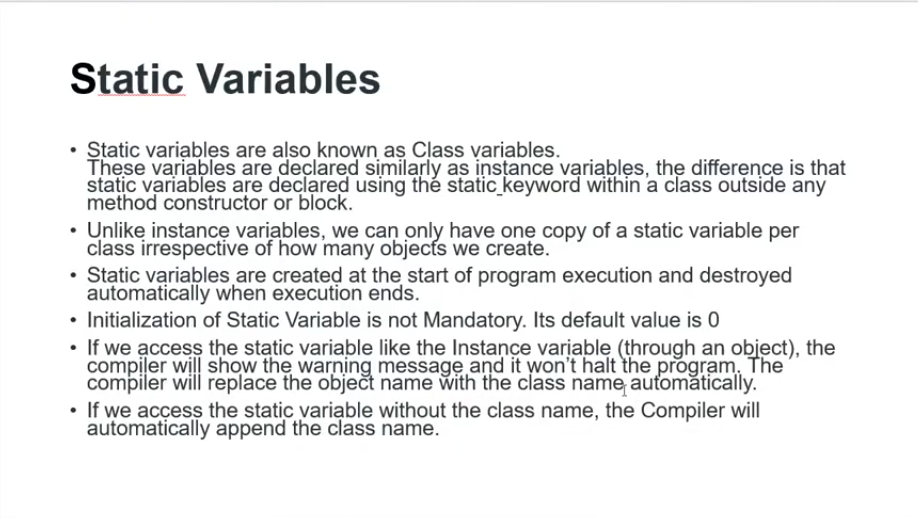 Static Variables
• Static variables are also known as Class variables.
These variables are declared similarly as instance variables, the difference is that
static variables are declared using the static keyword within a class outside any
method constructor or block.
• Unlike instance variables, we can only have one copy of a static variable per
class irrespective of how many objects we create.
• Static variables are created at the start of program execution and destroyed
automatically when execution ends.
• Initialization of Static Variable is not Mandatory. Its default value is 0
• If we access the static variable like the Instance variable (through an object), the
compiler will show the warning message and it won't halt the program. The
compiler will replace the object name with the class name automatically.
• If we access the static variable without the class name, the Compiler will
automatically append the class name.